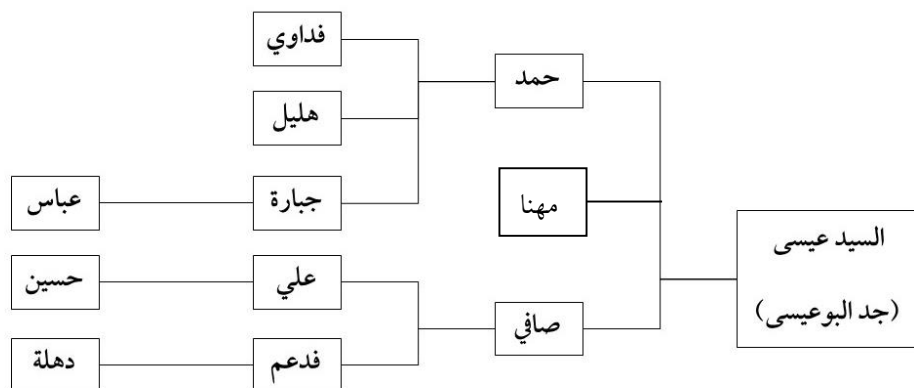 السيد عيسى
(جد البوعيسى)
حمد
مهنا
صافي
فداوي
هليل
جبارة
علي
فدعم
عباس
حسين
دهلة